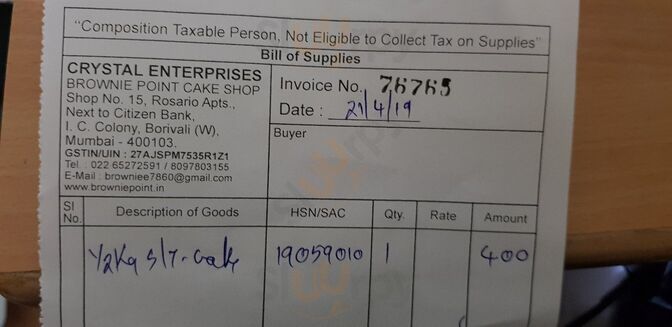 "Composition Taxable Person, Not Eligible to Collect Tax on Supplies"
Bill of Supplies
CRYSTAL ENTERPRISES
BROWNIE POINT CAKE SHOP
Shop No. 15, Rosario Apts.,
Next to Citizen Bank,
I. C. Colony, Borivali (W),
Mumbai - 400103.
GSTIN/UIN : 27AJSPM7535R1Z1
Tel. : 022 65272591 / 8097803155
E-Mail : browniee7860@gmail.com
www.browniepoint.in
Invoice No. 76765
Date : 21/4/19
Buyer
SI No. Description of Goods HSN/SAC Qty. Rate Amount
1/2Kg S/T- Cake 19059010 1 400